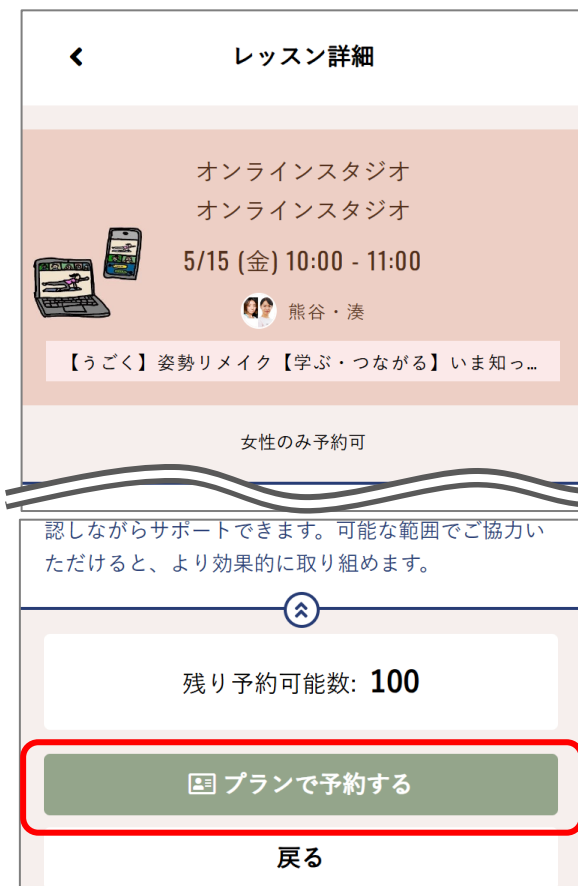 レッスン詳細
オンラインスタジオ
オンラインスタジオ
5/15 (金) 10:00 - 11:00
熊谷・湊
【うごく】姿勢リメイク【学ぶ・つながる】いま知っ…
女性のみ予約可
認しながらサポートできます。可能な範囲でご協力い
ただけると、より効果的に取り組めます。
残り予約可能数: 100
プランで予約する
戻る